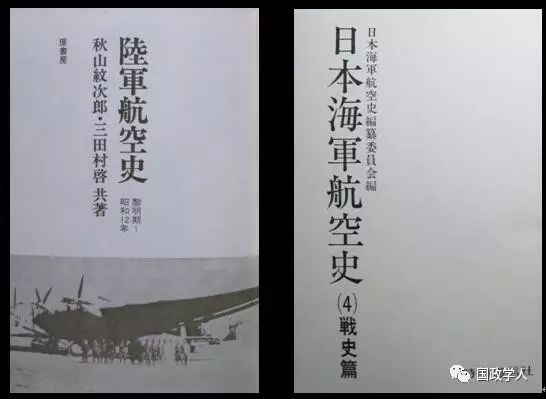 陸軍航空史
黎明期~昭和12年
秋山紋次郎・三田村啓 共著
原書房
日本海軍航空史編纂委員会編
日本海軍航空史
(4)戦史篇
国政学人
社